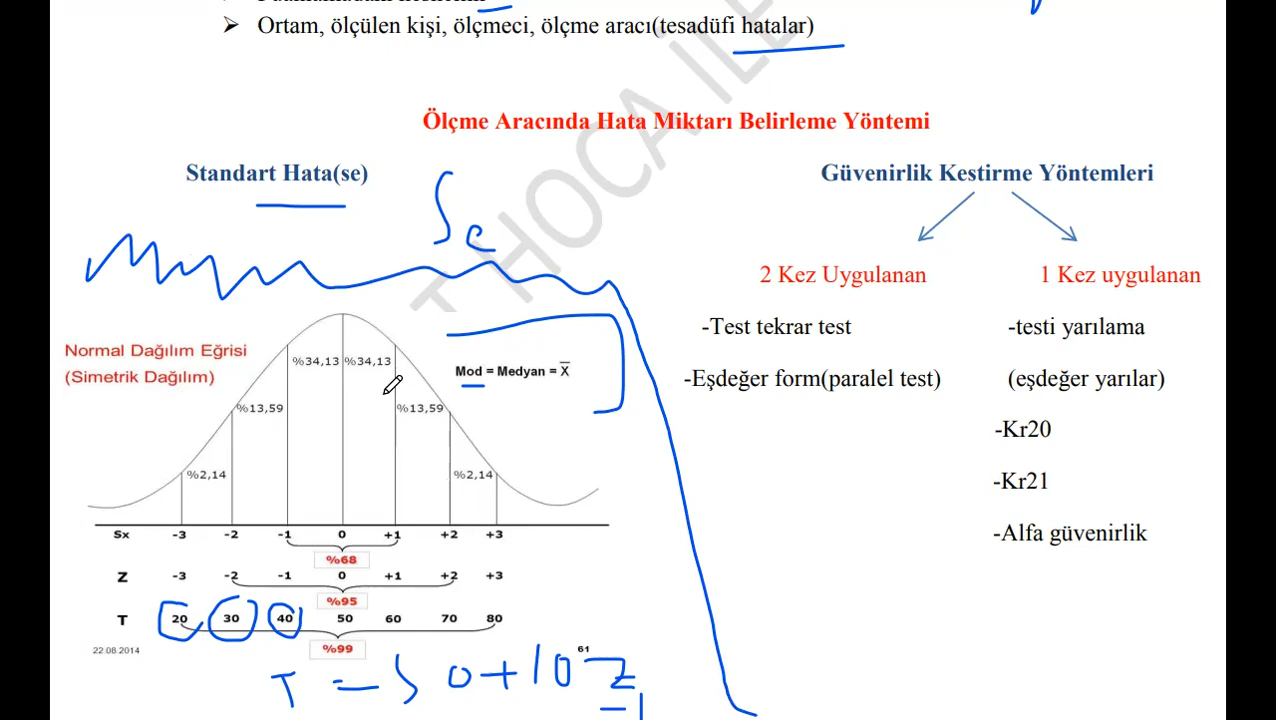 Ortam, ölçülen kişi, ölçmeci, ölçme aracı(tesadüfi hatalar)
HOCA İLE
Ölçme Aracında Hata Miktarı Belirleme Yöntemi
Standart Hata(se)
Se
Güvenirlik Kestirme Yöntemleri
2 Kez Uygulanan
-Test tekrar test
-Eşdeğer form(paralel test)
1 Kez uygulanan
-testi yarılama
(eşdeğer yarılar)
-Kr20
-Kr21
-Alfa güvenirlik
Normal Dağılım Eğrisi
(Simetrik Dağılım)
%34,13 %34,13
Mod = Medyan = X̄
%13,59 %13,59
%2,14 %2,14
Sx -3 -2 -1 0 +1 +2 +3
%68
Z -3 -2 -1 0 +1 +2 +3
%95
T 20 30 40 50 60 70 80
%99
22.08.2014
61
T = 50 + 10 Z